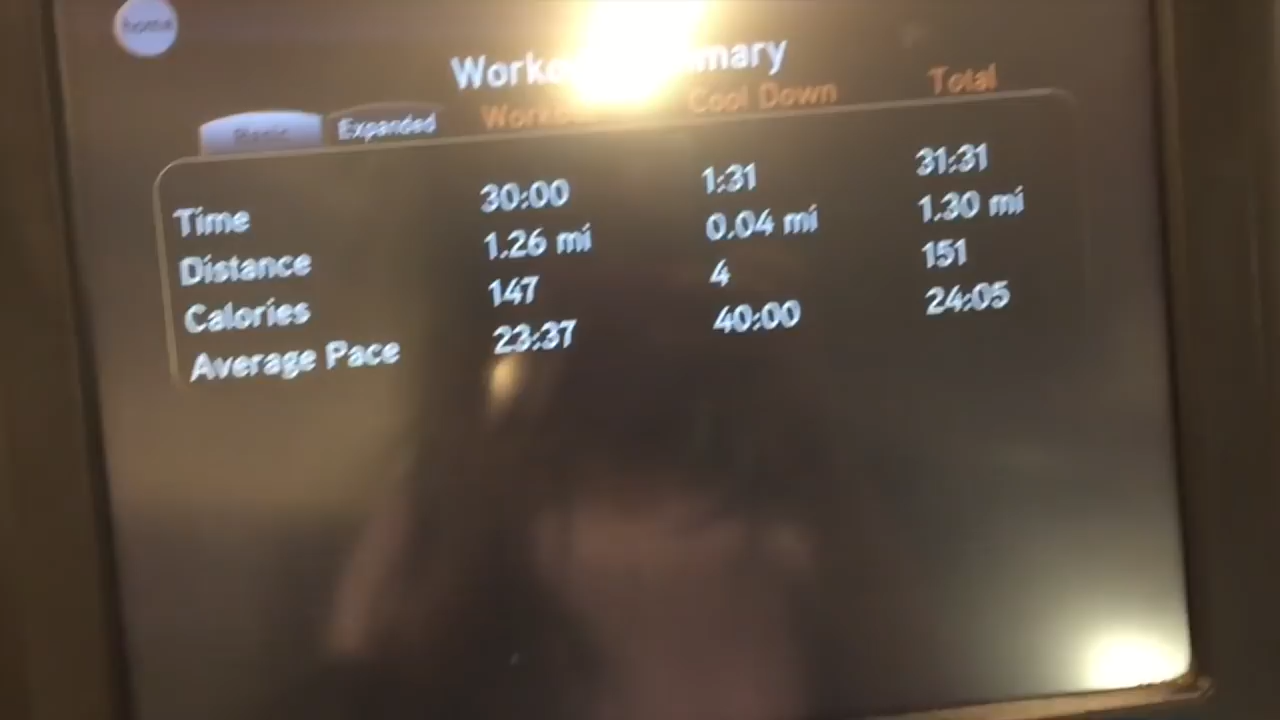 home
Workout Summary
Basic Expanded Workout Cool Down Total
Time 30:00 1:31 31:31
Distance 1.26 mi 0.04 mi 1.30 mi
Calories 147 4 151
Average Pace 23:37 40:00 24:05